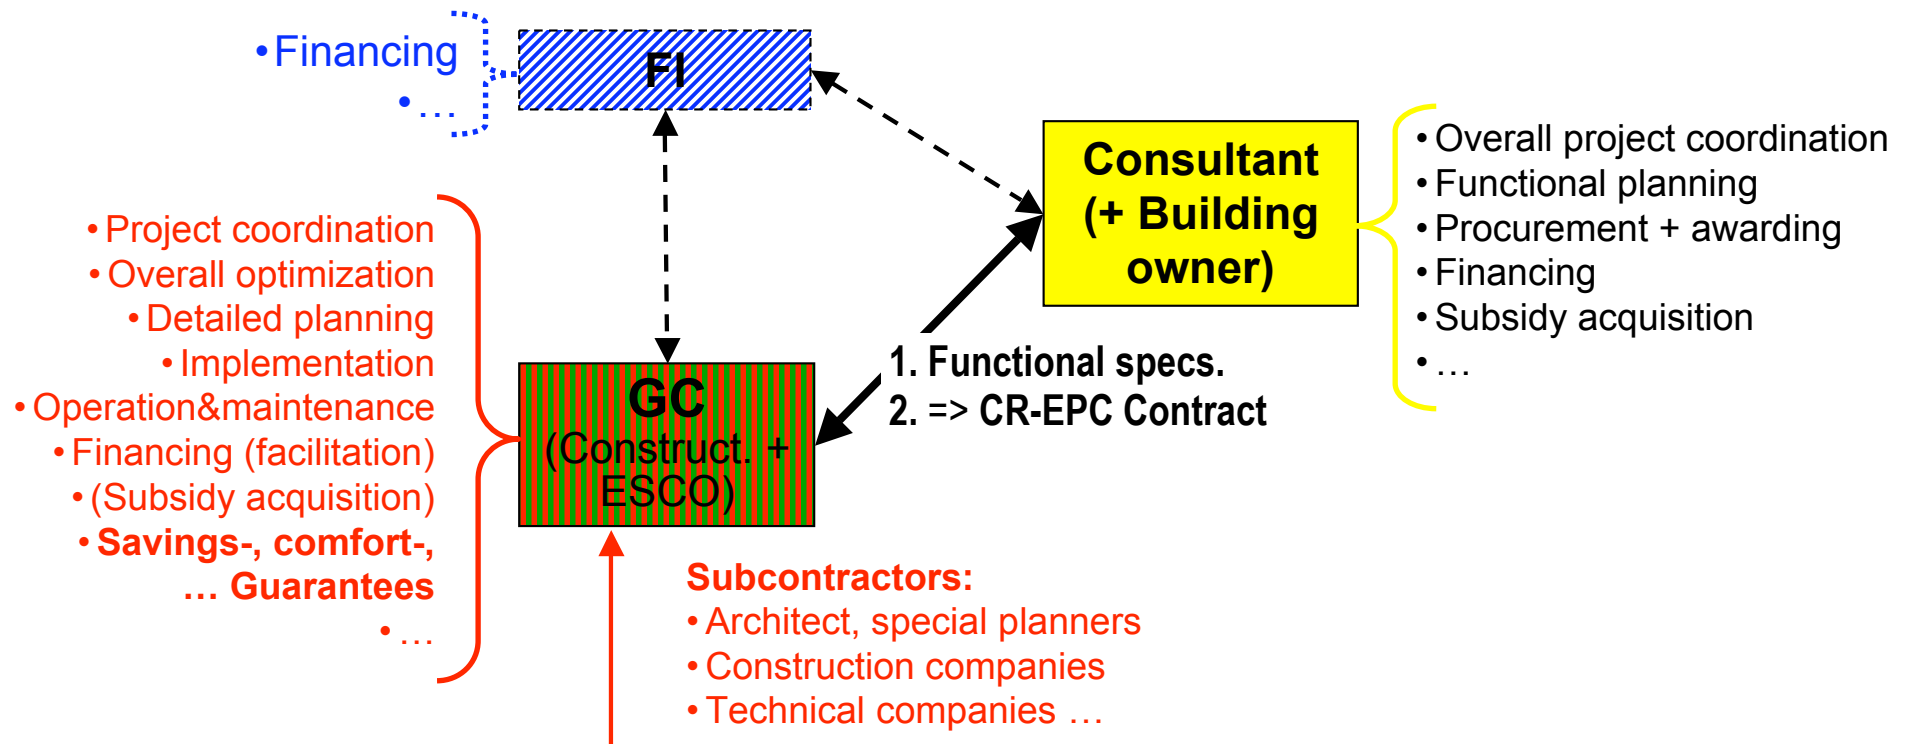 • Financing
• …
FI
Consultant
(+ Building
owner)
• Overall project coordination
• Functional planning
• Procurement + awarding
• Financing
• Subsidy acquisition
• …
• Project coordination
• Overall optimization
• Detailed planning
• Implementation
• Operation&maintenance
• Financing (facilitation)
• (Subsidy acquisition)
• Savings-, comfort-,
… Guarantees
• …
GC
(Construct. +
ESCO)
1. Functional specs.
2. => CR-EPC Contract
Subcontractors:
• Architect, special planners
• Construction companies
• Technical companies …